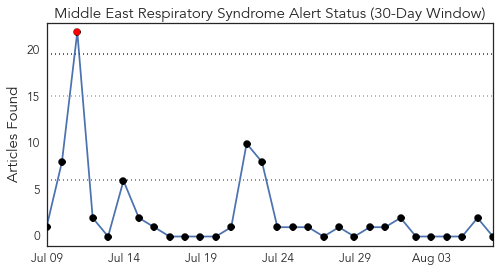 Middle East Respiratory Syndrome Alert Status (30-Day Window)
Articles Found
20
15
10
5
0
Jul 09 Jul 14 Jul 19 Jul 24 Jul 29 Aug 03